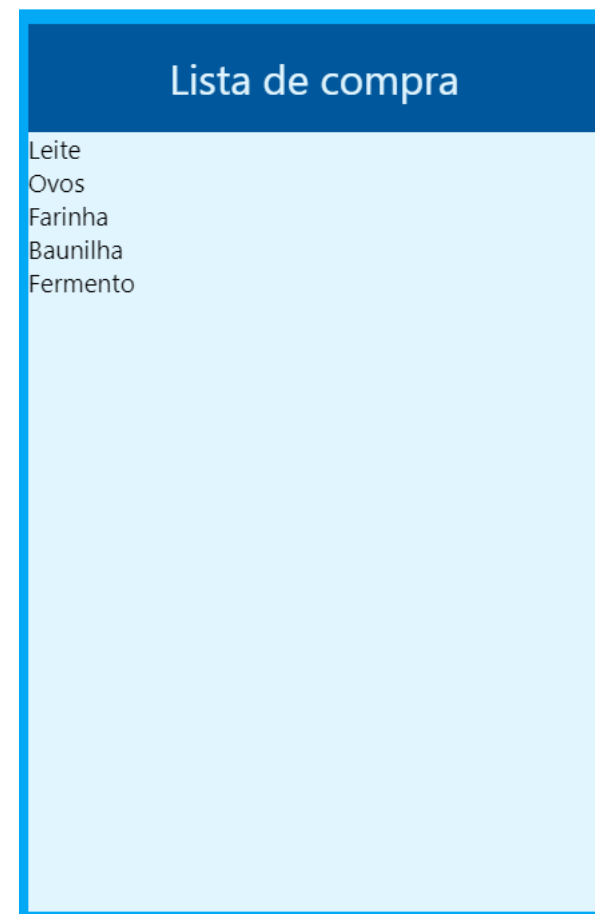 Lista de compra
Leite
Ovos
Farinha
Baunilha
Fermento